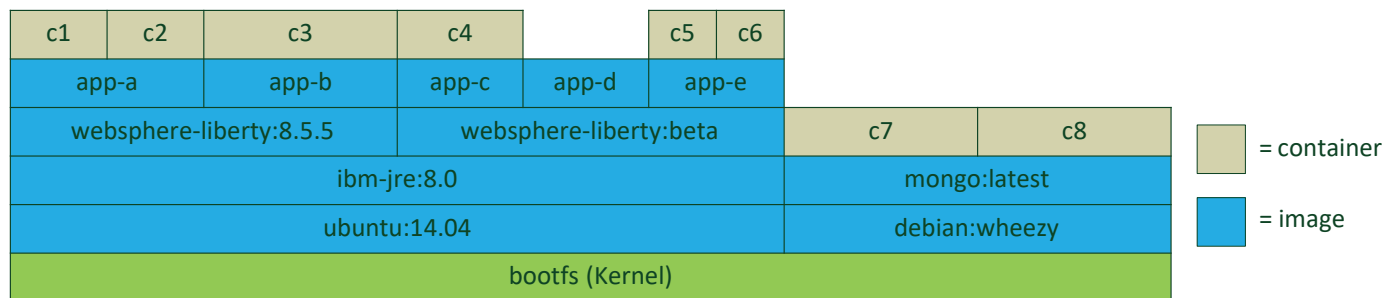 c1 c2 c3 c4 c5 c6
app-a app-b app-c app-d app-e
websphere-liberty:8.5.5 websphere-liberty:beta c7 c8
ibm-jre:8.0 mongo:latest
ubuntu:14.04 debian:wheezy
bootfs (Kernel)
= container
= image